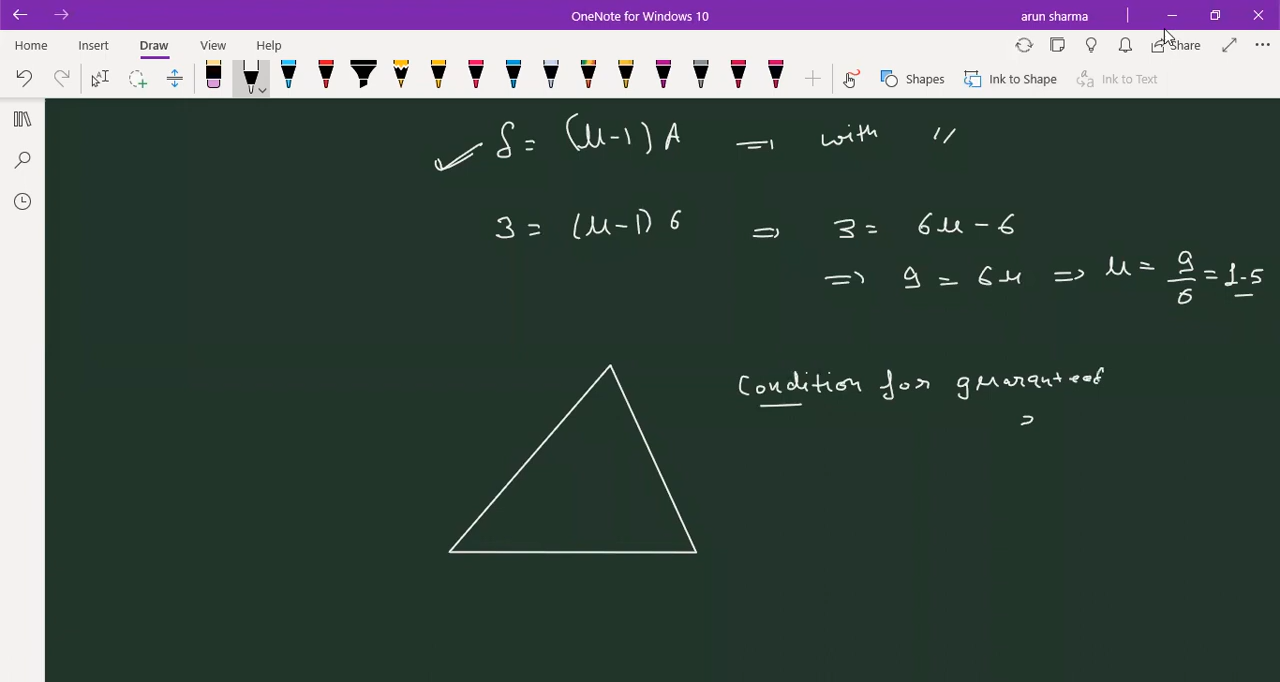 OneNote for Windows 10
arun sharma
Home Insert Draw View Help
Share
Shapes Ink to Shape Ink to Text
δ = (μ-1) A ⇒ with "
3 = (μ-1) 6 ⇒ 3 = 6μ - 6
⇒ 9 = 6μ ⇒ μ = 9/6 = 1.5
Condition for guaranteed